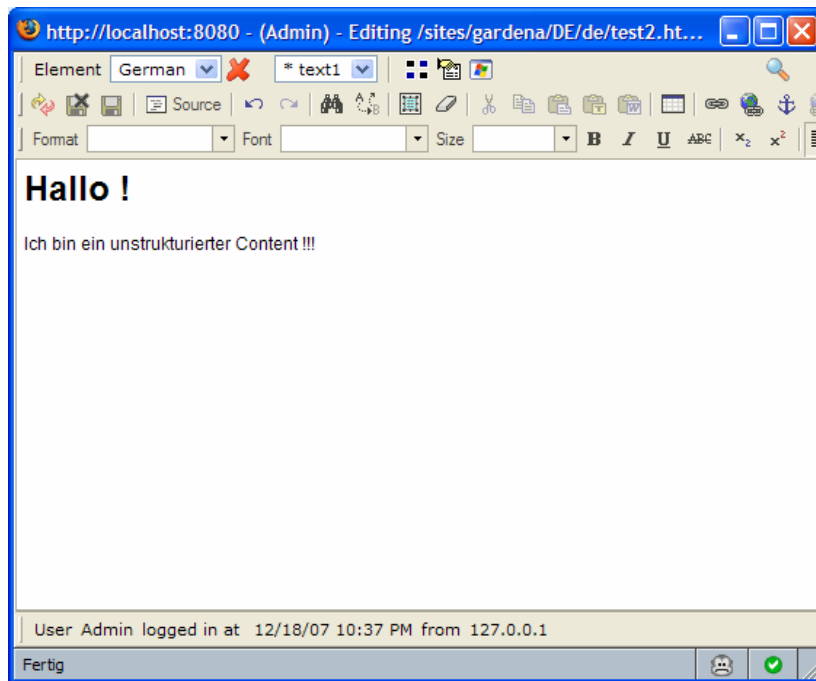 http://localhost:8080 - (Admin) - Editing /sites/gardena/DE/de/test2.ht...
Element German * text1
Source
Format Font Size B I U ABC x₂ x²
Hallo !
Ich bin ein unstrukturierter Content !!!
User Admin logged in at 12/18/07 10:37 PM from 127.0.0.1
Fertig